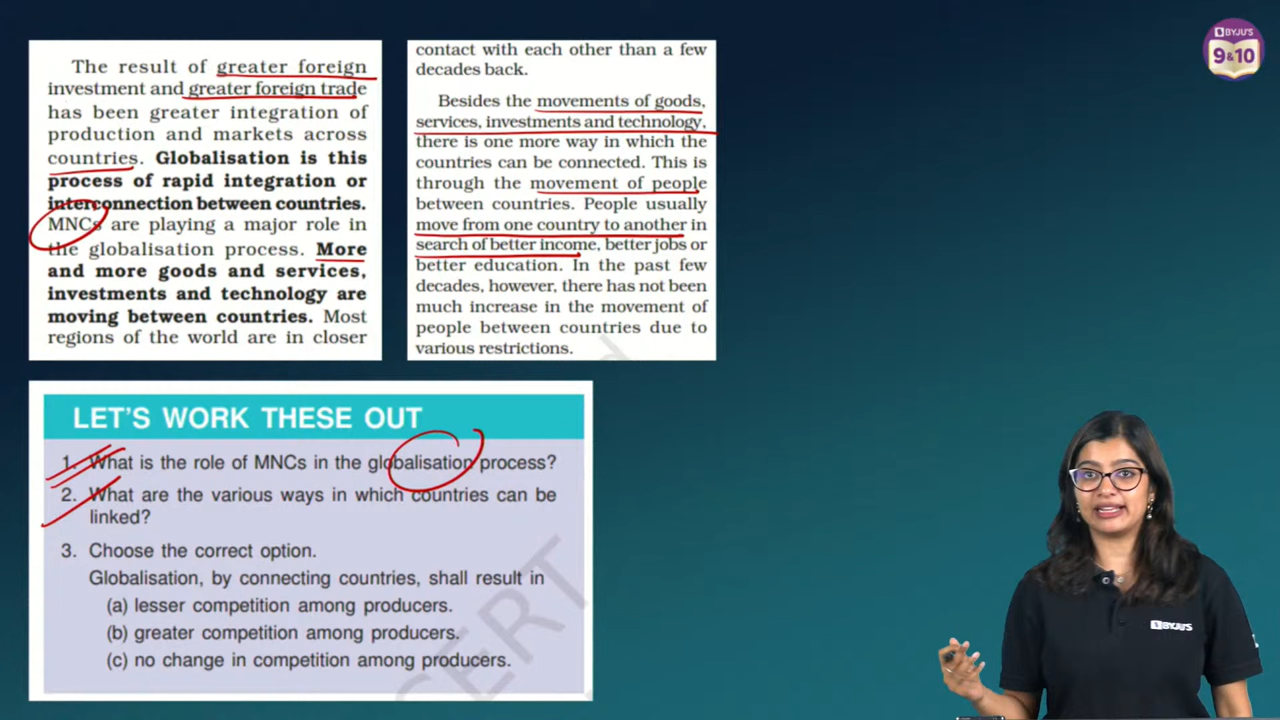 The result of greater foreign
investment and greater foreign trade
has been greater integration of
production and markets across
countries. Globalisation is this
process of rapid integration or
interconnection between countries.
MNCs are playing a major role in
the globalisation process. More
and more goods and services,
investments and technology are
moving between countries. Most
regions of the world are in closer
contact with each other than a few
decades back.
Besides the movements of goods,
services, investments and technology,
there is one more way in which the
countries can be connected. This is
through the movement of people
between countries. People usually
move from one country to another in
search of better income, better jobs or
better education. In the past few
decades, however, there has not been
much increase in the movement of
people between countries due to
various restrictions.
BYJU'S
9&10
LET'S WORK THESE OUT
1. What is the role of MNCs in the globalisation process?
2. What are the various ways in which countries can be
linked?
3. Choose the correct option.
Globalisation, by connecting countries, shall result in
(a) lesser competition among producers.
(b) greater competition among producers.
(c) no change in competition among producers.
BYJU'S